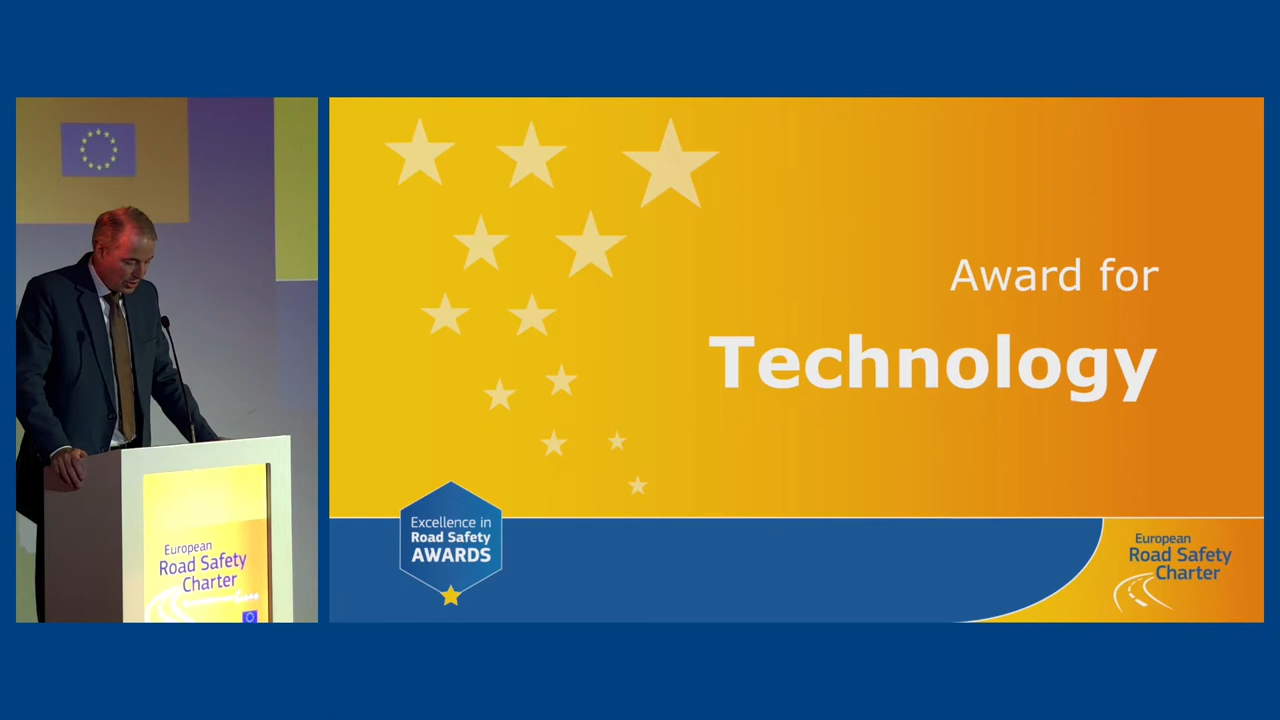 Award for
Technology
Excellence in
Road Safety
AWARDS
European
Road Safety
Charter
European
Road Safety
Charter